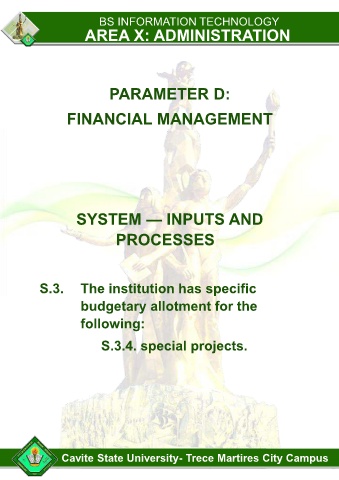 BS INFORMATION TECHNOLOGY
AREA X: ADMINISTRATION
PARAMETER D:
FINANCIAL MANAGEMENT
SYSTEM — INPUTS AND
PROCESSES
S.3. The institution has specific
budgetary allotment for the
following:
S.3.4. special projects.
Cavite State University- Trece Martires City Campus